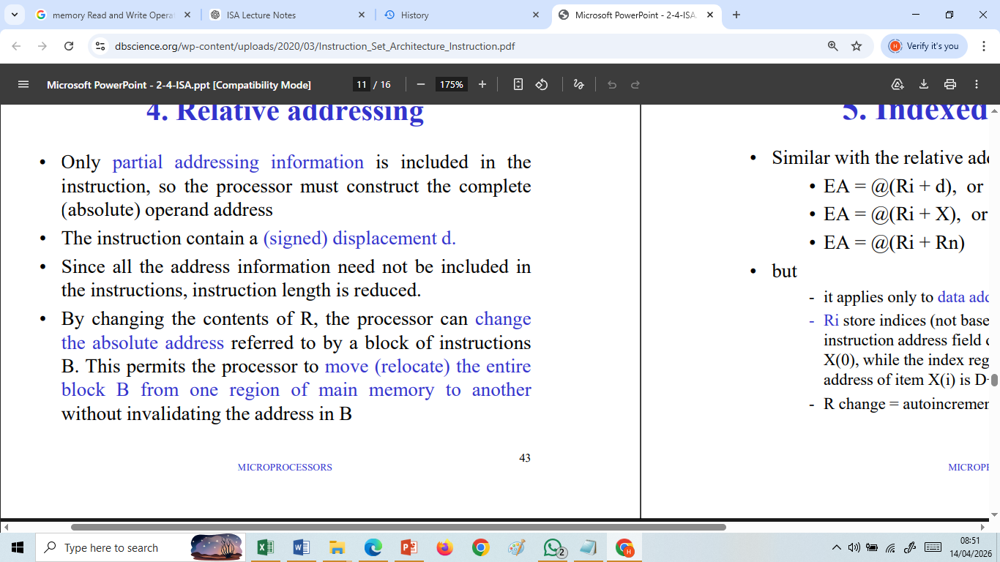 memory Read and Write Opera
ISA Lecture Notes
History
Microsoft PowerPoint - 2-4-ISA.
dbscience.org/wp-content/uploads/2020/03/Instruction_Set_Architecture_Instruction.pdf
Verify it's you
Microsoft PowerPoint - 2-4-ISA.ppt [Compatibility Mode]
11 / 16
175%
4. Relative addressing
• Only partial addressing information is included in the
instruction, so the processor must construct the complete
(absolute) operand address
• The instruction contain a (signed) displacement d.
• Since all the address information need not be included in
the instructions, instruction length is reduced.
• By changing the contents of R, the processor can change
the absolute address referred to by a block of instructions
B. This permits the processor to move (relocate) the entire
block B from one region of main memory to another
without invalidating the address in B
43
MICROPROCESSORS
5. Indexed
• Similar with the relative add
• EA = @(Ri + d), or
• EA = @(Ri + X), or
• EA = @(Ri + Rn)
• but
- it applies only to data add
- Ri store indices (not base
instruction address field
X(0), while the index reg
address of item X(i) is D
- R change = autoincremen
MICROP
Type here to search
2
08:51
14/04/2026